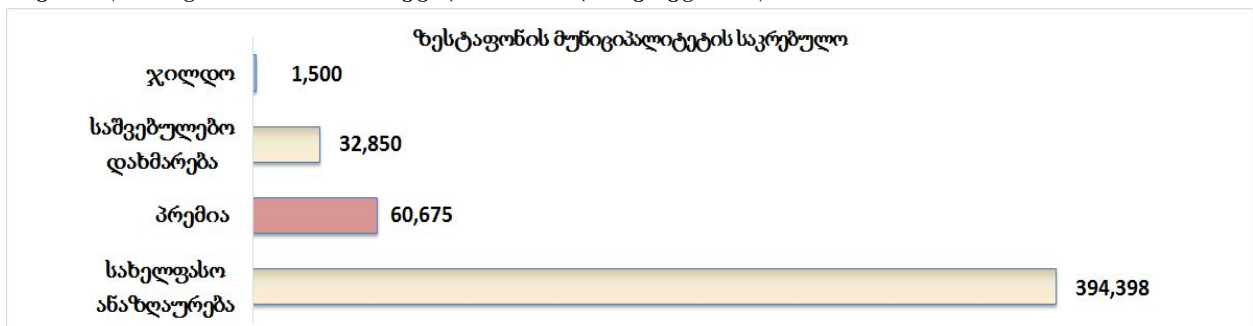 ზესტაფონის მუნიციპალიტეტის საკრებულო
ჯილდო
1,500
საშვებულებო
დახმარება
32,850
პრემია
60,675
სახელფასო
ანაზღაურება
394,398